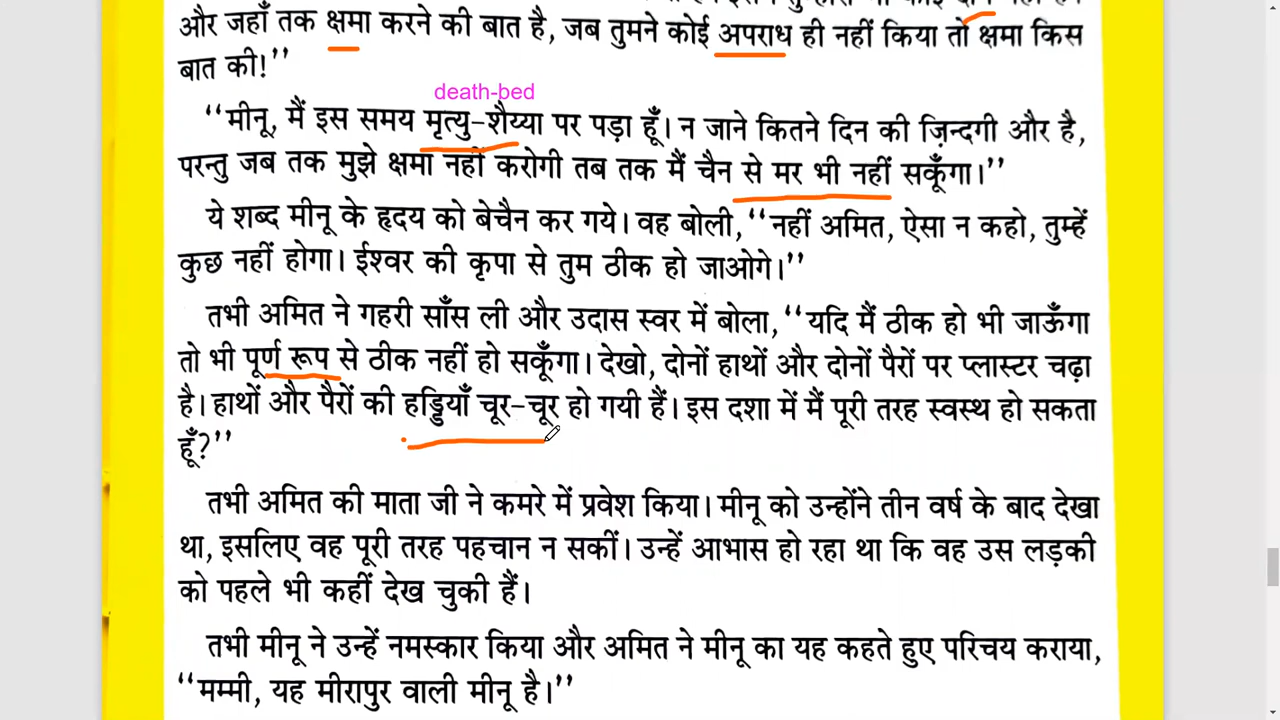 और जहाँ तक क्षमा करने की बात है, जब तुमने कोई अपराध ही नहीं किया तो क्षमा किस
बात की!”
death-bed
“मीनू, मैं इस समय मृत्यु-शैय्या पर पड़ा हूँ। न जाने कितने दिन की ज़िन्दगी और है,
परन्तु जब तक मुझे क्षमा नहीं करोगी तब तक मैं चैन से मर भी नहीं सकूँगा।”
ये शब्द मीनू के हृदय को बेचैन कर गये। वह बोली, “नहीं अमित, ऐसा न कहो, तुम्हें
कुछ नहीं होगा। ईश्वर की कृपा से तुम ठीक हो जाओगे।”
तभी अमित ने गहरी साँस ली और उदास स्वर में बोला, “यदि मैं ठीक हो भी जाऊँगा
तो भी पूर्ण रूप से ठीक नहीं हो सकूँगा। देखो, दोनों हाथों और दोनों पैरों पर प्लास्टर चढ़ा
है। हाथों और पैरों की हड्डियाँ चूर-चूर हो गयी हैं। इस दशा में मैं पूरी तरह स्वस्थ हो सकता
हूँ?”
तभी अमित की माता जी ने कमरे में प्रवेश किया। मीनू को उन्होंने तीन वर्ष के बाद देखा
था, इसलिए वह पूरी तरह पहचान न सकीं। उन्हें आभास हो रहा था कि वह उस लड़की
को पहले भी कहीं देख चुकी हैं।
तभी मीनू ने उन्हें नमस्कार किया और अमित ने मीनू का यह कहते हुए परिचय कराया,
“मम्मी, यह मीरापुर वाली मीनू है।”